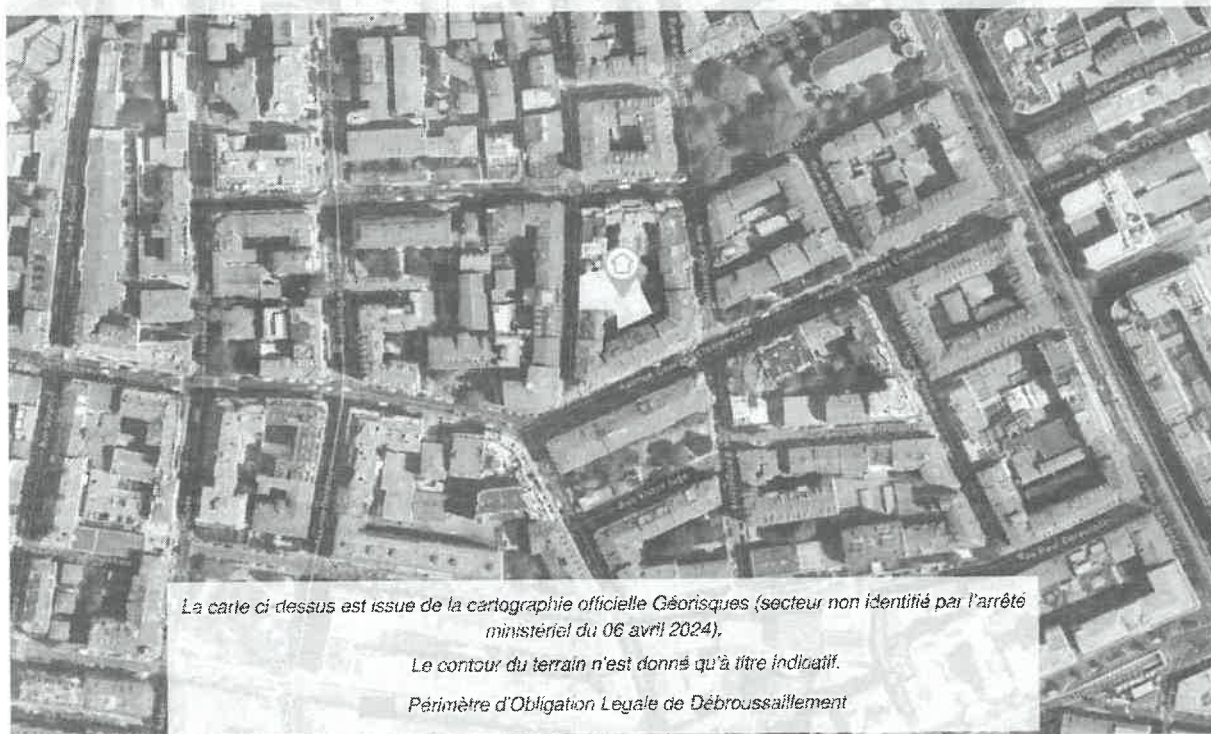 La carte ci-dessus est issue de la cartographie officielle Géorisques (secteur non identifié par l'arrêté
ministériel du 06 avril 2024).
Le contour du terrain n'est donné qu'à titre indicatif.
Périmètre d'Obligation Legale de Débroussaillement